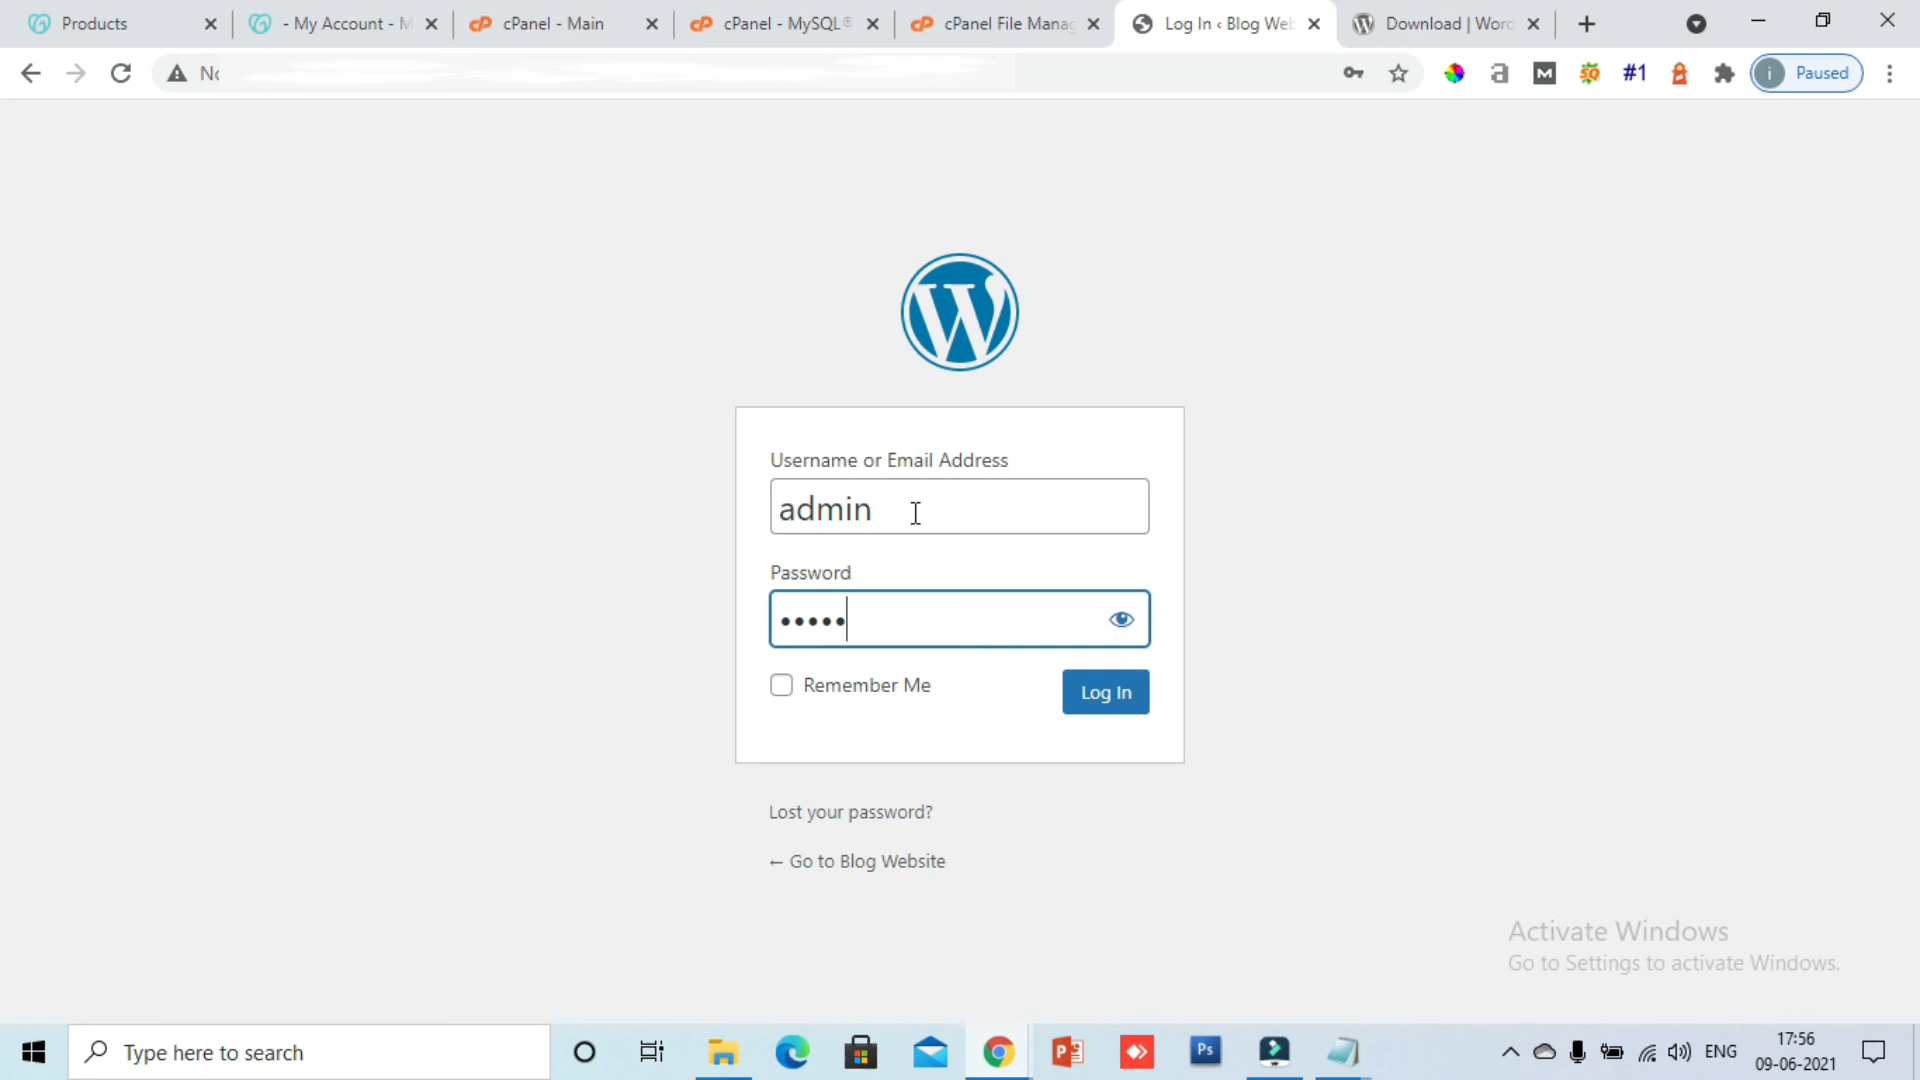 Products
- My Account - M
cPanel - Main
cPanel - MySQL®
cPanel File Manag
Log In ‹ Blog Web
Download | Word
#1
Paused
Username or Email Address
admin
Password
Remember Me
Log In
Lost your password?
← Go to Blog Website
Activate Windows
Go to Settings to activate Windows.
Type here to search
ENG
17:56
09-06-2021